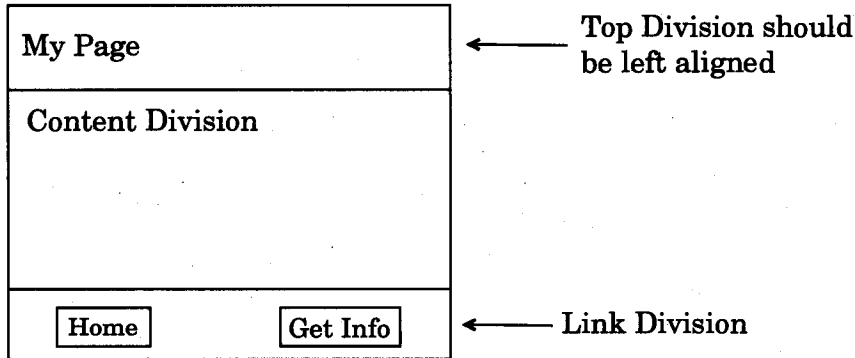 My Page
Top Division should
be left aligned
Content Division
Home
Get Info
Link Division